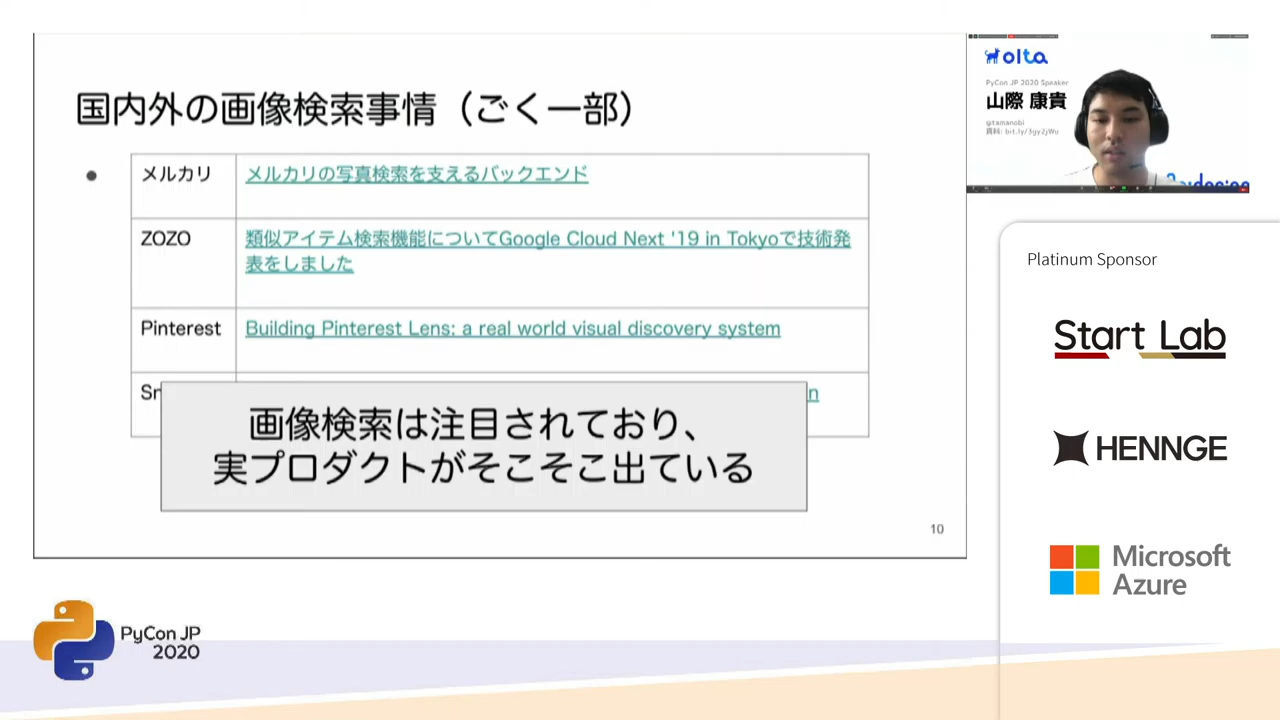 国内外の画像検索事情（ごく一部）
メルカリ
メルカリの写真検索を支えるバックエンド
ZOZO
類似アイテム検索機能についてGoogle Cloud Next '19 in Tokyoで技術発
表をしました
Pinterest
Building Pinterest Lens: a real world visual discovery system
画像検索は注目されており、
実プロダクトがそこそこ出ている
10
olta
PyCon JP 2020 Speaker
山際 康貴
@tamanobi
資料: bit.ly/3gy2jWu
Platinum Sponsor
Start Lab
HENNGE
Microsoft
Azure
PyCon JP
2020